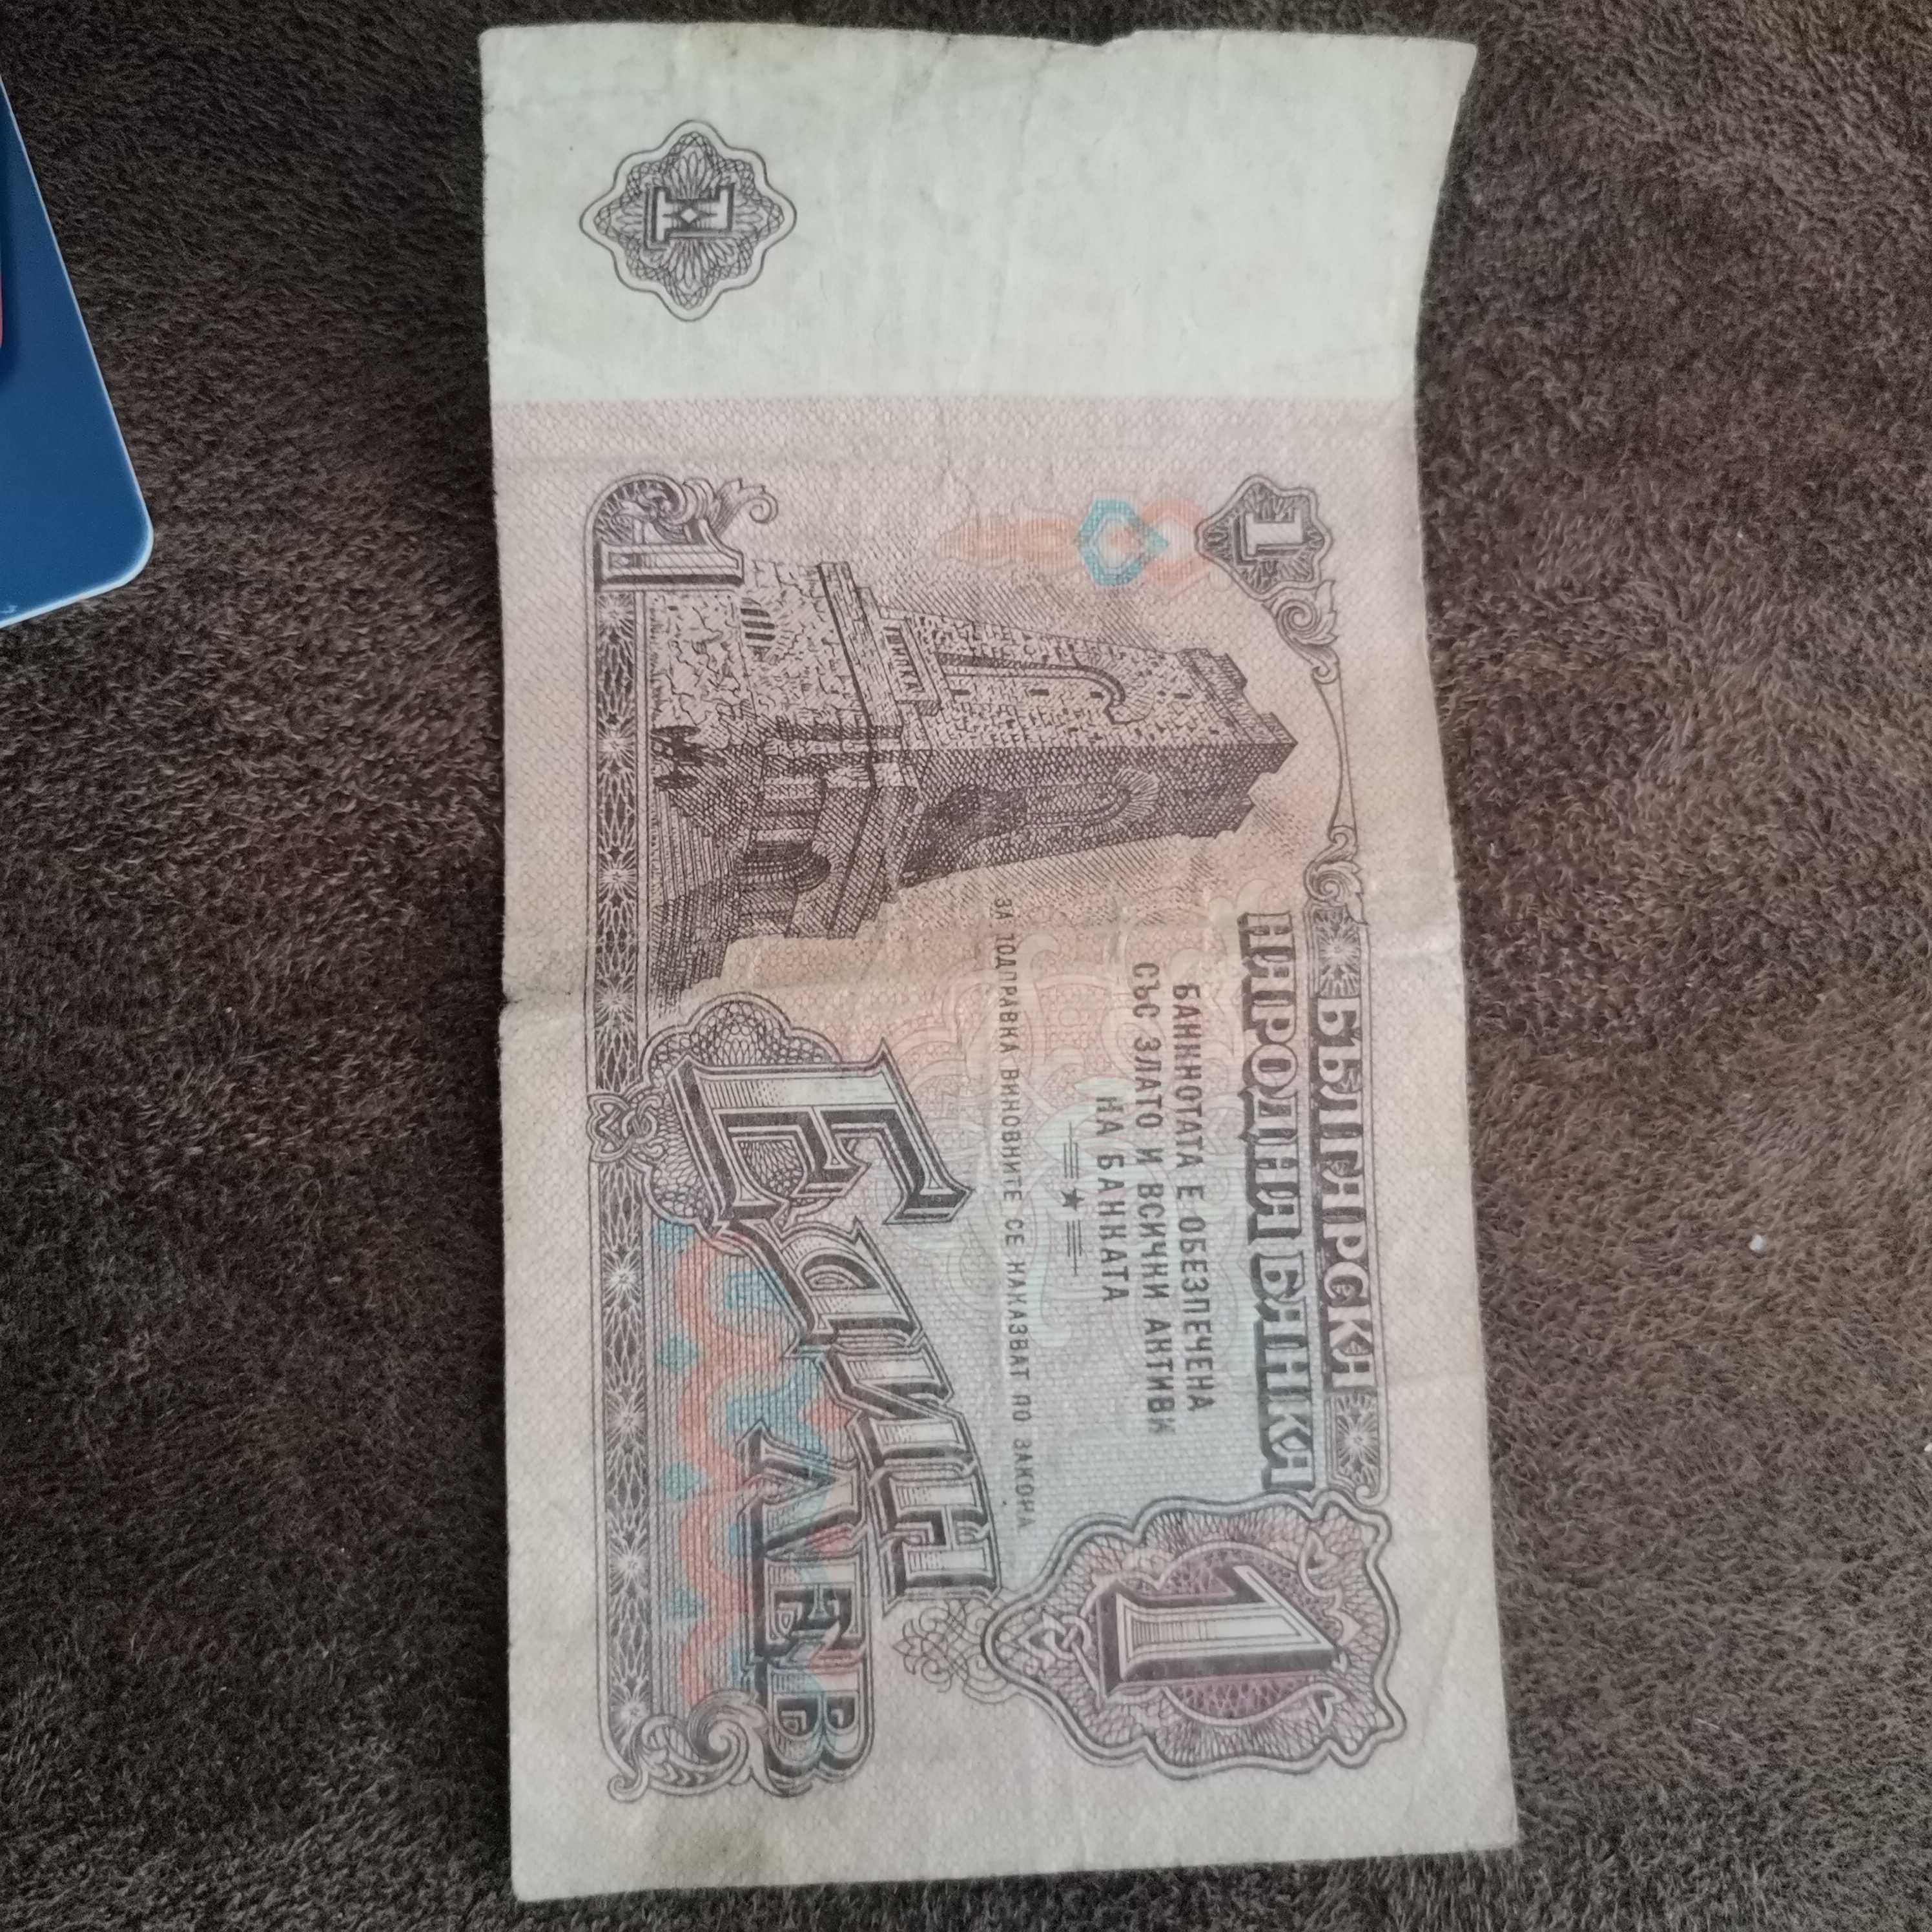 1
БЪЛГАРСКА
НАРОДНА БАНКА
1
БАНКНОТАТА Е ОБЕЗПЕЧЕНА
СЪС ЗЛАТО И ВСИЧКИ АКТИВИ
НА БАНКАТА
ЗА ПОДПРАВКА ВИНОВНИТЕ СЕ НАКАЗВАТ ПО ЗАКОНА
ШИПКА
Един
ЛЕВ
1
1